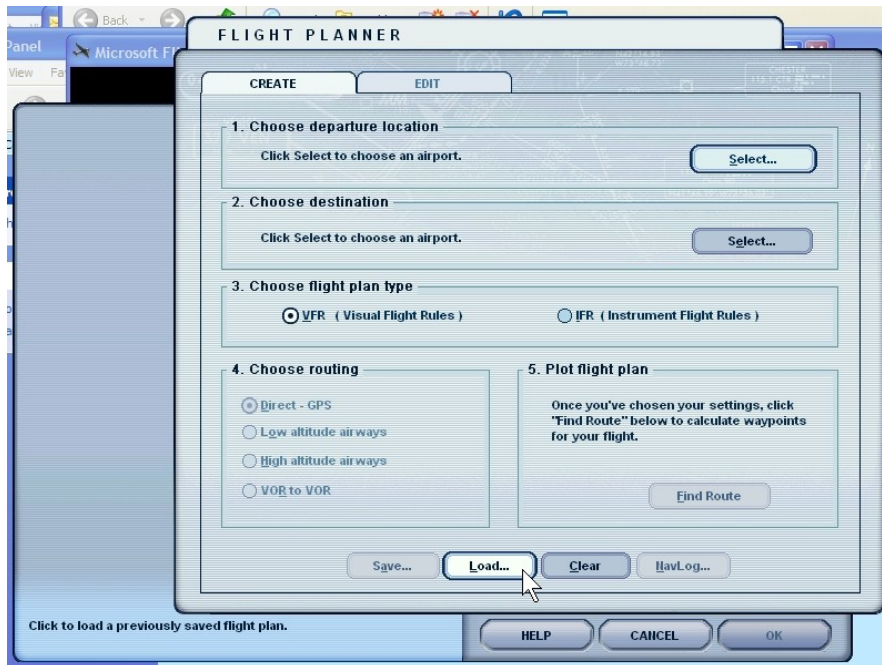 Back
FLIGHT PLANNER
Panel
Microsoft Fl
View Fa
CREATE
EDIT
1. Choose departure location
Click Select to choose an airport.
Select...
2. Choose destination
Click Select to choose an airport.
Select...
3. Choose flight plan type
VFR ( Visual Flight Rules )
IFR ( Instrument Flight Rules )
4. Choose routing
Direct - GPS
Low altitude airways
High altitude airways
VOR to VOR
5. Plot flight plan
Once you've chosen your settings, click
"Find Route" below to calculate waypoints
for your flight.
Find Route
Save...
Load...
Clear
NavLog...
Click to load a previously saved flight plan.
HELP
CANCEL
OK